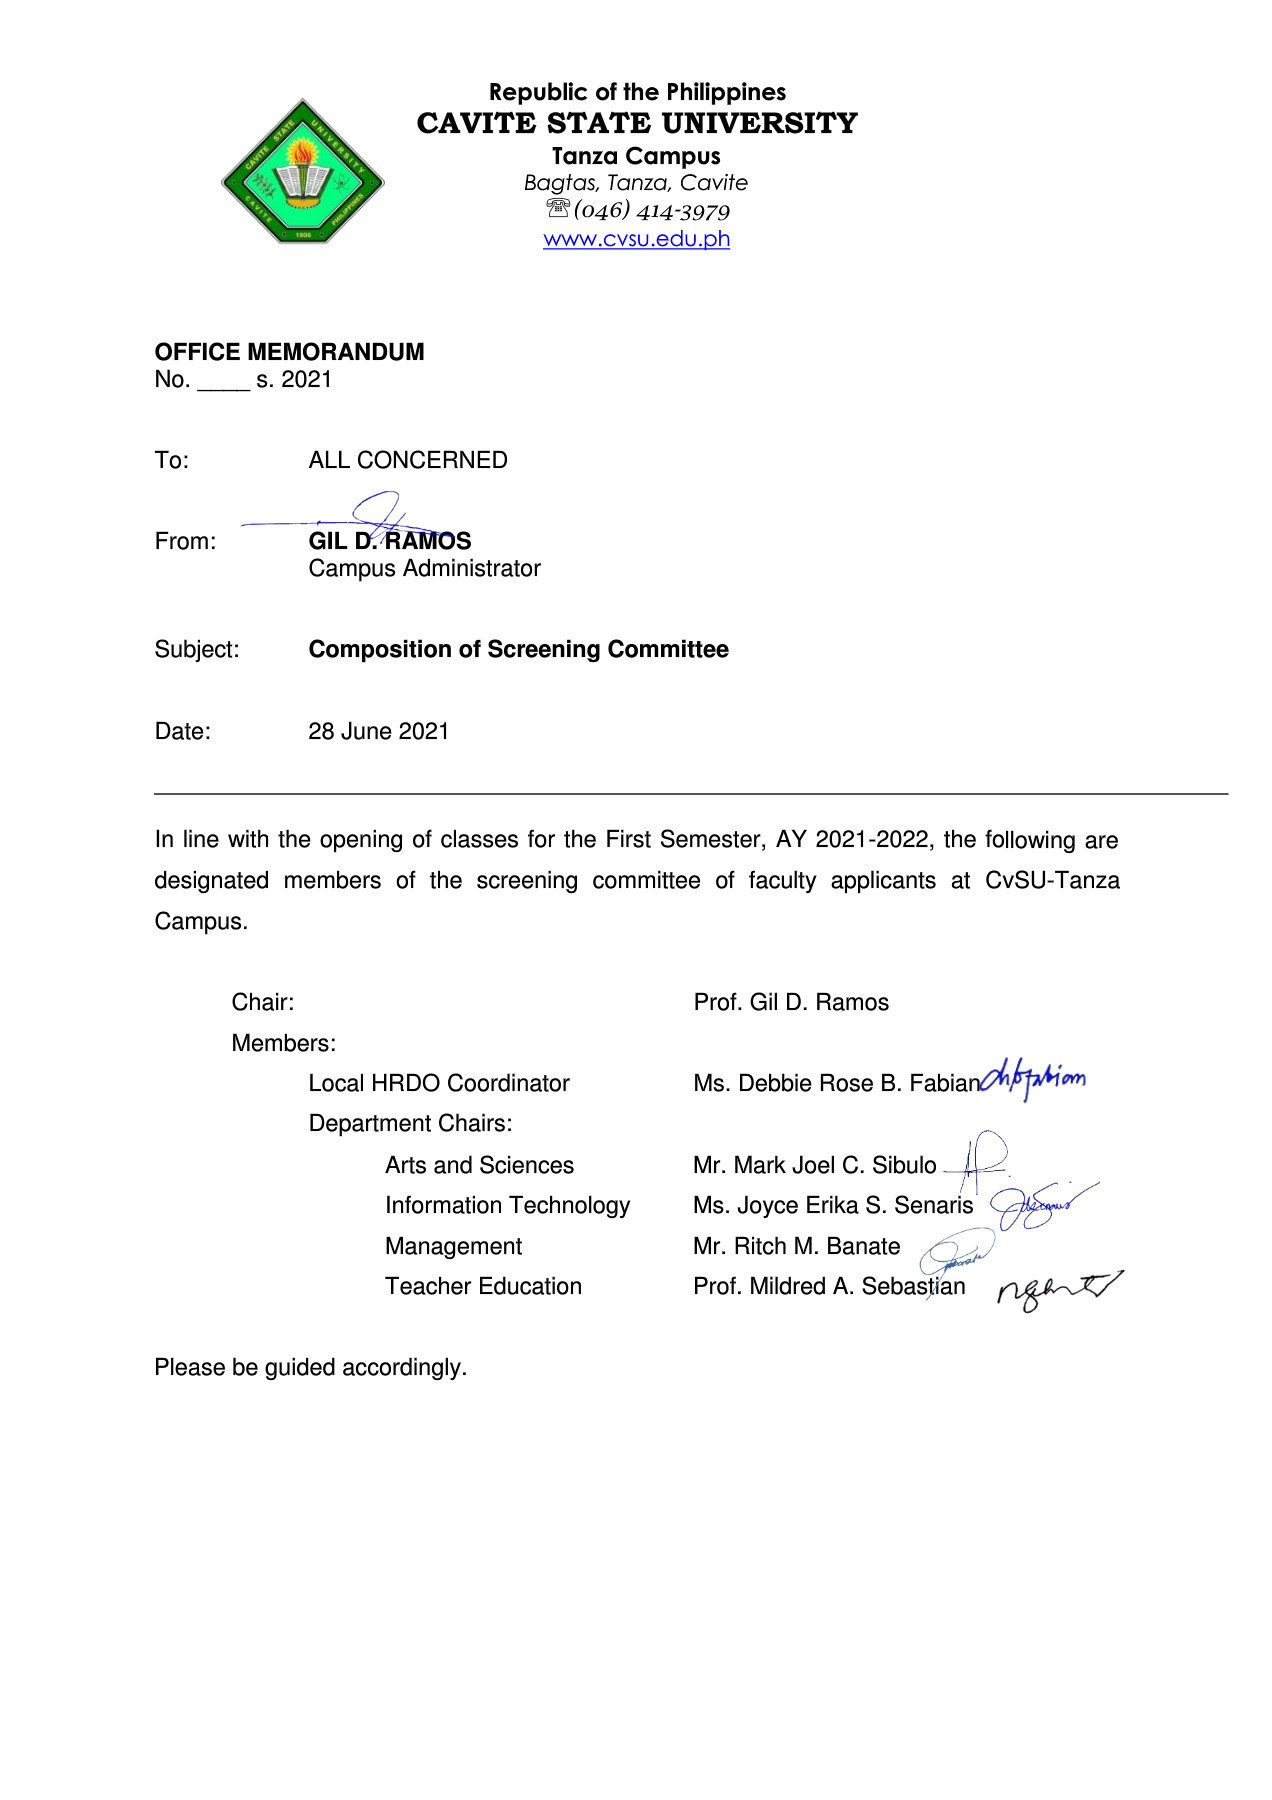 Republic of the Philippines
CAVITE STATE UNIVERSITY
Tanza Campus
Bagtas, Tanza, Cavite
☏(046) 414-3979
www.cvsu.edu.ph
CAVITE STATE UNIVERSITY
CAVITE PHILIPPINES
1906
OFFICE MEMORANDUM
No. ____ s. 2021
To: ALL CONCERNED
From: GIL D. RAMOS
Campus Administrator
Subject: Composition of Screening Committee
Date: 28 June 2021
In line with the opening of classes for the First Semester, AY 2021-2022, the following are
designated members of the screening committee of faculty applicants at CvSU-Tanza
Campus.
Chair: Prof. Gil D. Ramos
Members:
Local HRDO Coordinator Ms. Debbie Rose B. Fabian
Department Chairs:
Arts and Sciences Mr. Mark Joel C. Sibulo
Information Technology Ms. Joyce Erika S. Senaris
Management Mr. Ritch M. Banate
Teacher Education Prof. Mildred A. Sebastian
Please be guided accordingly.